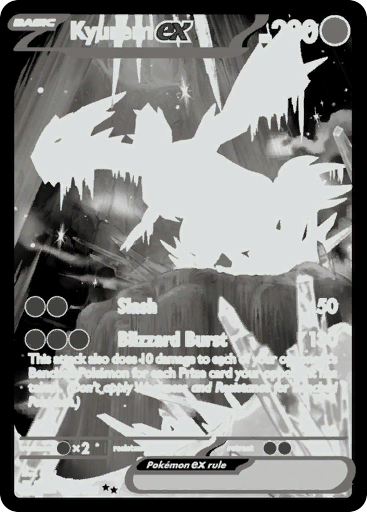 BASIC Kyurem ex
Slash 50
Blizzard Burst
This attack also does 10 damage to each of your opponent's
Benched Pokémon for each Prize card your opponent has
taken. (Don't apply Weakness and Resistance for Benched
Pokémon.)
×2
Pokémon ex rule